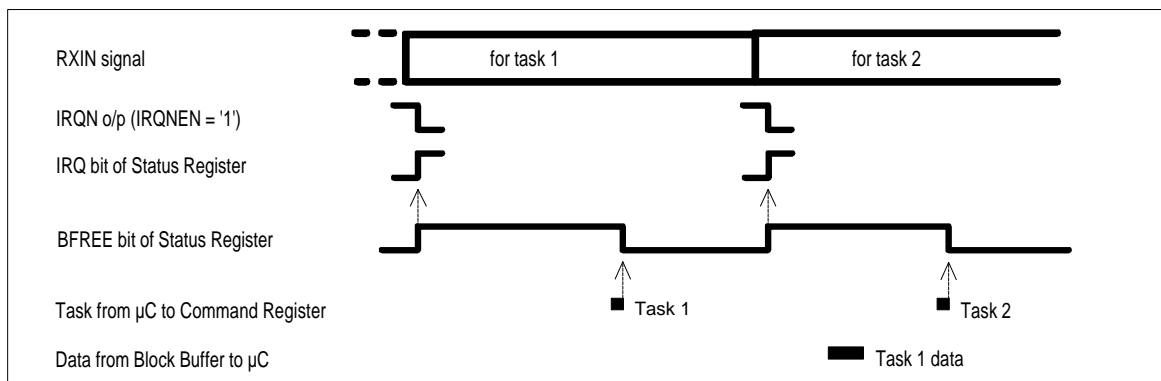 RXIN signal for task 1 for task 2
IRQN o/p (IRQNEN = '1')
IRQ bit of Status Register
BFREE bit of Status Register
Task from µC to Command Register Task 1 Task 2
Data from Block Buffer to µC Task 1 data